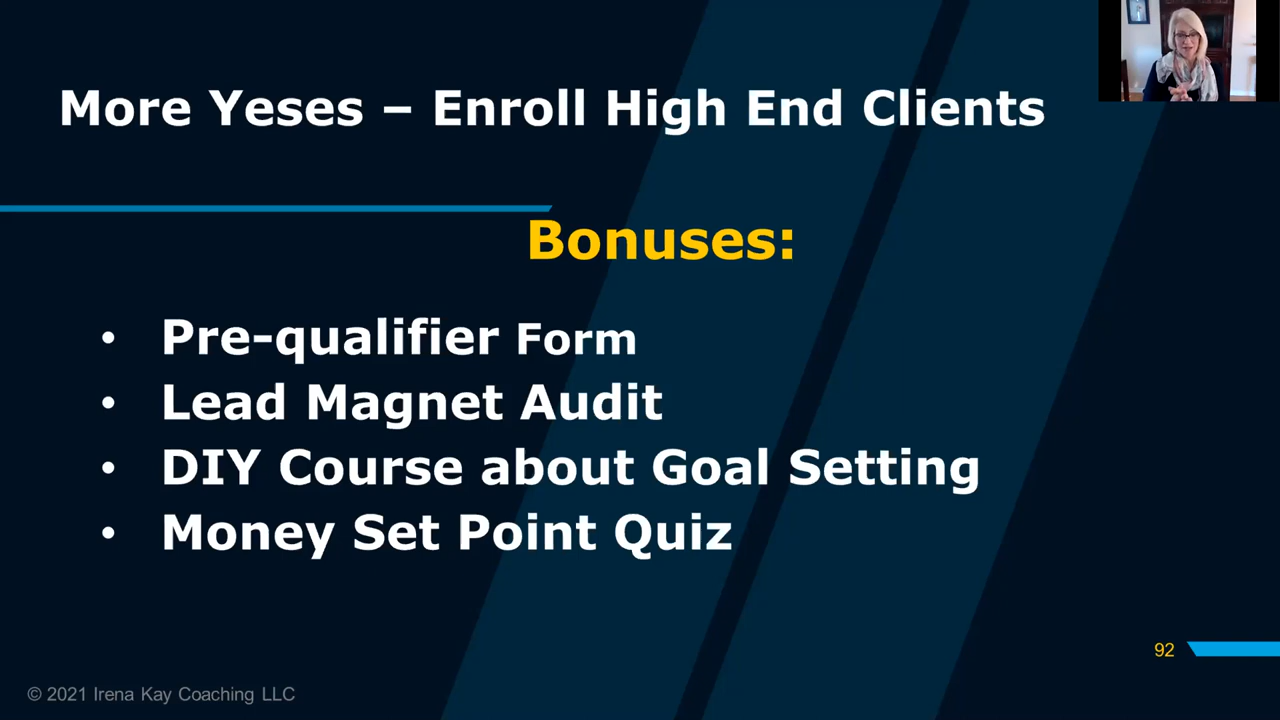 More Yeses – Enroll High End Clients
Bonuses:
• Pre-qualifier Form
• Lead Magnet Audit
• DIY Course about Goal Setting
• Money Set Point Quiz
92
© 2021 Irena Kay Coaching LLC